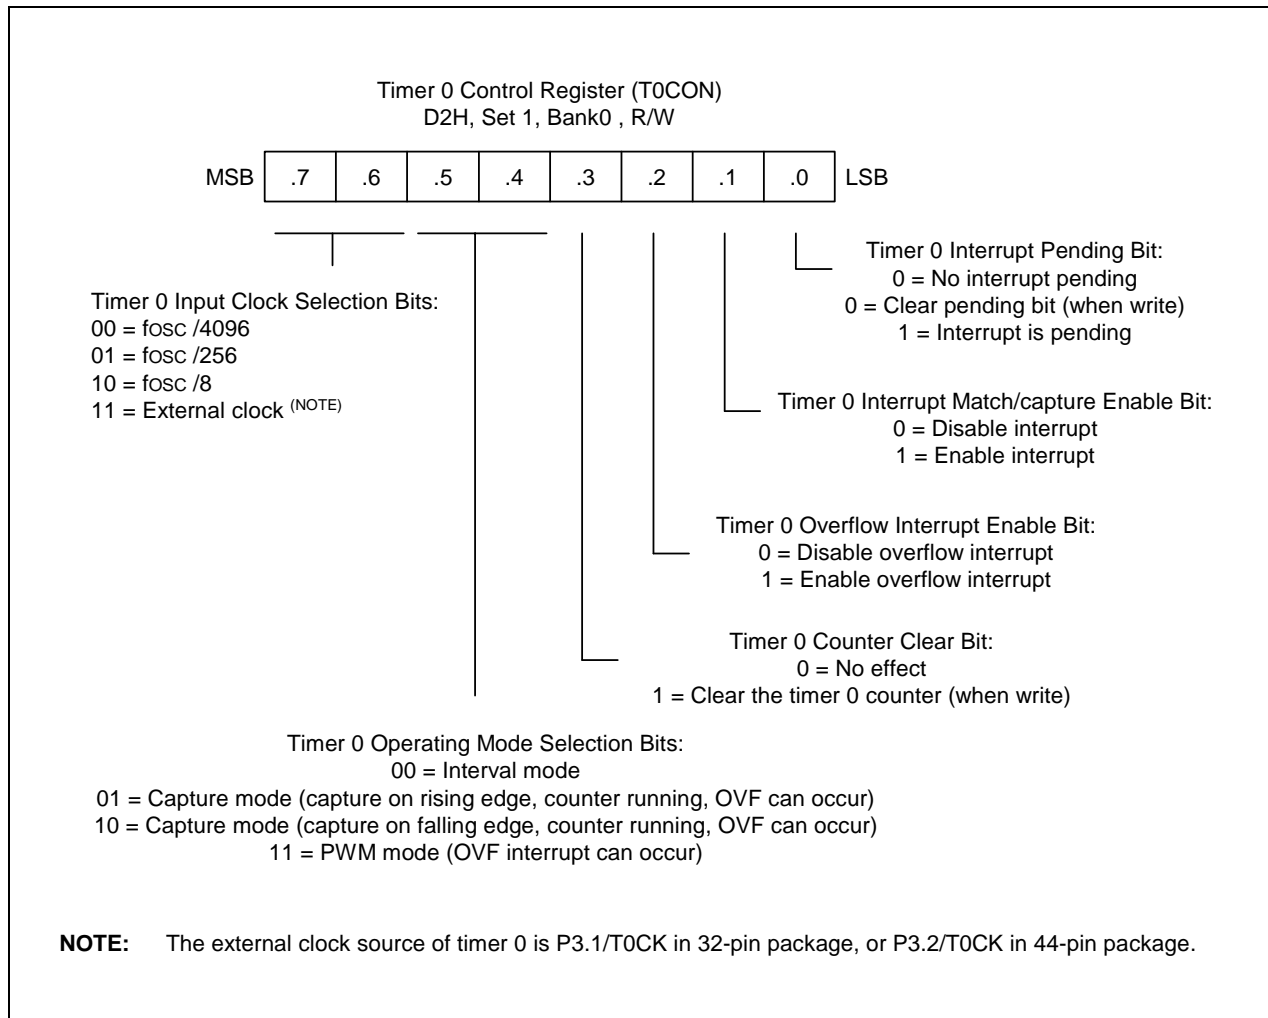 Timer 0 Control Register (T0CON)
D2H, Set 1, Bank0 , R/W
MSB .7 .6 .5 .4 .3 .2 .1 .0 LSB
Timer 0 Input Clock Selection Bits:
00 = fOSC /4096
01 = fOSC /256
10 = fOSC /8
11 = External clock (NOTE)
Timer 0 Interrupt Pending Bit:
0 = No interrupt pending
0 = Clear pending bit (when write)
1 = Interrupt is pending
Timer 0 Interrupt Match/capture Enable Bit:
0 = Disable interrupt
1 = Enable interrupt
Timer 0 Overflow Interrupt Enable Bit:
0 = Disable overflow interrupt
1 = Enable overflow interrupt
Timer 0 Counter Clear Bit:
0 = No effect
1 = Clear the timer 0 counter (when write)
Timer 0 Operating Mode Selection Bits:
00 = Interval mode
01 = Capture mode (capture on rising edge, counter running, OVF can occur)
10 = Capture mode (capture on falling edge, counter running, OVF can occur)
11 = PWM mode (OVF interrupt can occur)
NOTE: The external clock source of timer 0 is P3.1/T0CK in 32-pin package, or P3.2/T0CK in 44-pin package.